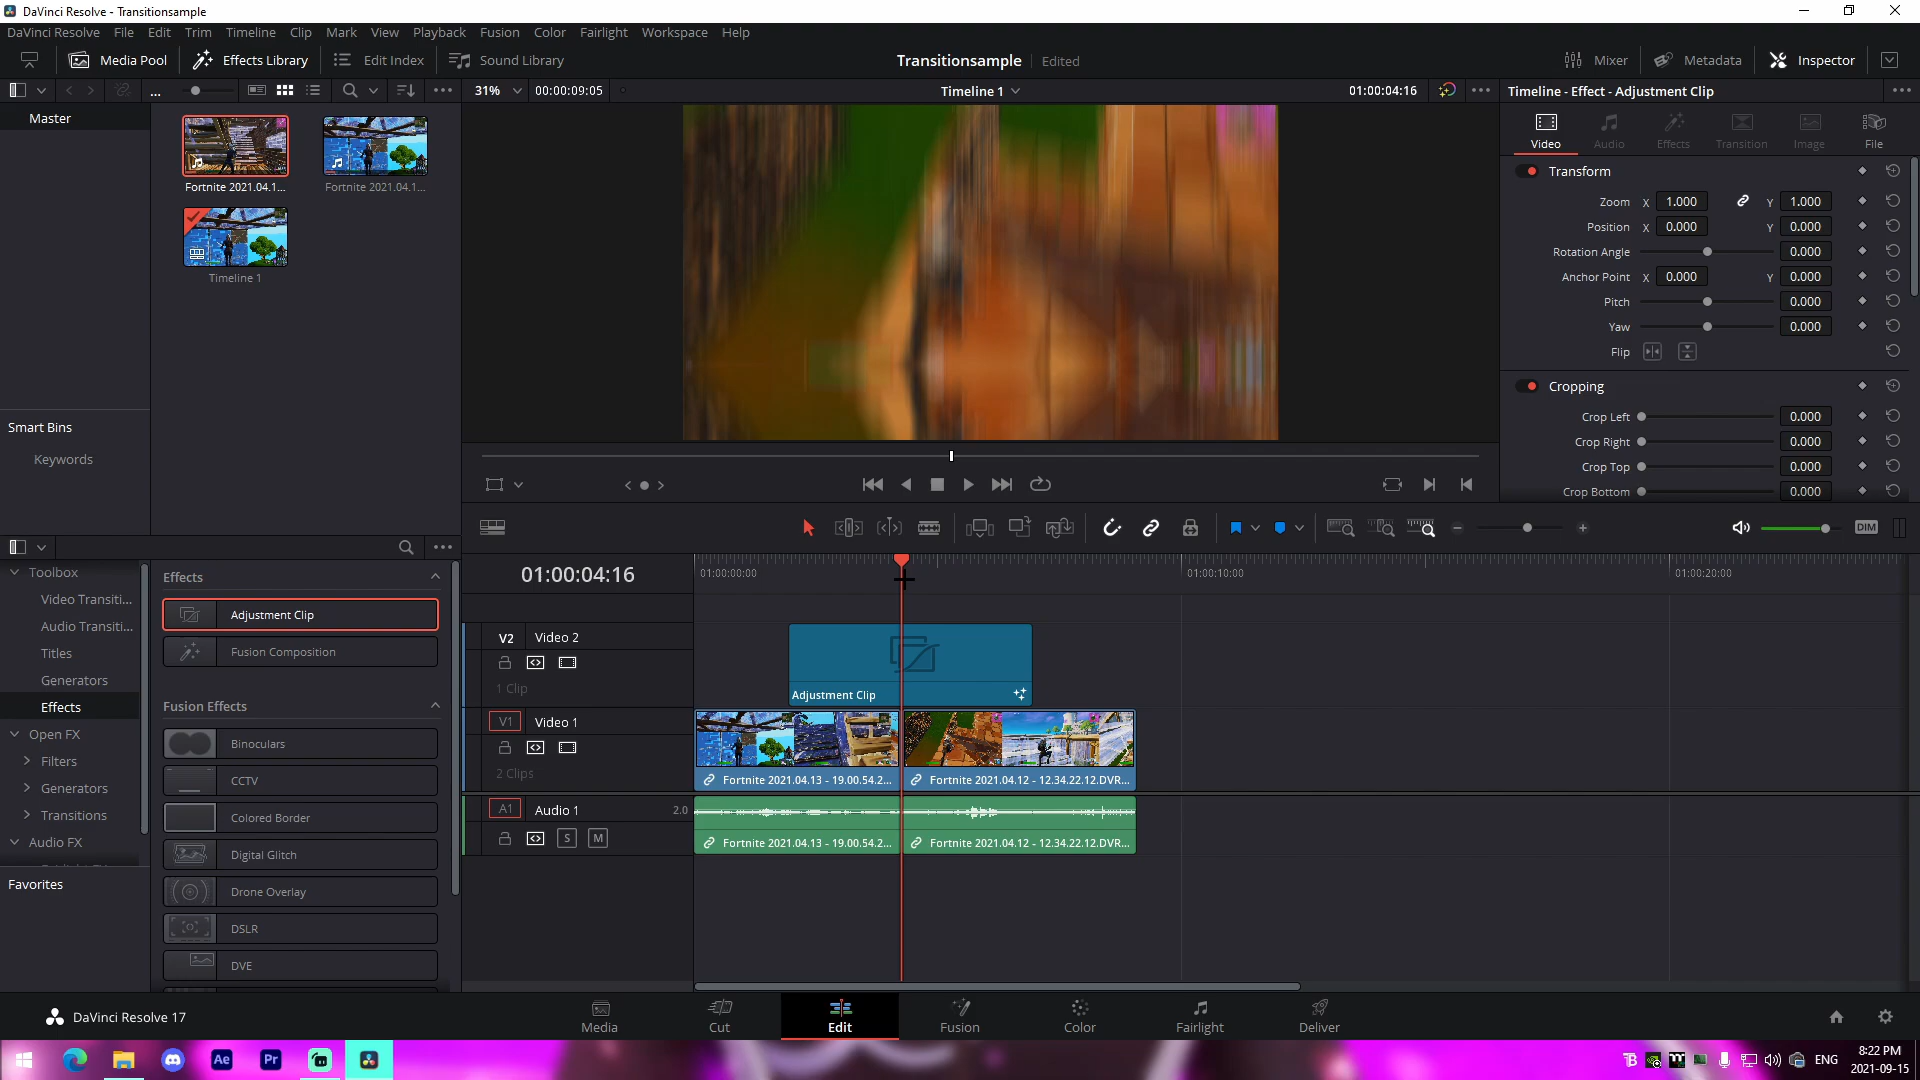 DaVinci Resolve - Transitionsample
DaVinci Resolve File Edit Trim Timeline Clip Mark View Playback Fusion Color Fairlight Workspace Help
Media Pool Effects Library Edit Index Sound Library Transitionsample Edited Mixer Metadata Inspector
... 31% 00:00:09:05 Timeline 1 01:00:04:16 Timeline - Effect - Adjustment Clip
Master
Fortnite 2021.04.1... Fortnite 2021.04.1...
Timeline 1
Smart Bins
Keywords
Video Audio Effects Transition Image File
Transform
Zoom X 1.000 Y 1.000
Position X 0.000 Y 0.000
Rotation Angle 0.000
Anchor Point X 0.000 Y 0.000
Pitch 0.000
Yaw 0.000
Flip
Cropping
Crop Left 0.000
Crop Right 0.000
Crop Top 0.000
Crop Bottom 0.000
DIM
Toolbox
Video Transiti...
Audio Transiti...
Titles
Generators
Effects
Open FX
Filters
Generators
Transitions
Audio FX
Favorites
Effects
Adjustment Clip
Fusion Composition
Fusion Effects
Binoculars
CCTV
Colored Border
Digital Glitch
Drone Overlay
DSLR
DVE
01:00:04:16 01:00:00:00 01:00:10:00 01:00:20:00
V2 Video 2
1 Clip
Adjustment Clip
V1 Video 1
2 Clips
Fortnite 2021.04.13 - 19.00.54.2... Fortnite 2021.04.12 - 12.34.22.12.DVR...
A1 Audio 1 2.0
S M
Fortnite 2021.04.13 - 19.00.54.2... Fortnite 2021.04.12 - 12.34.22.12.DVR...
DaVinci Resolve 17
Media Cut Edit Fusion Color Fairlight Deliver
Ae Pr
ENG
8:22 PM
2021-09-15